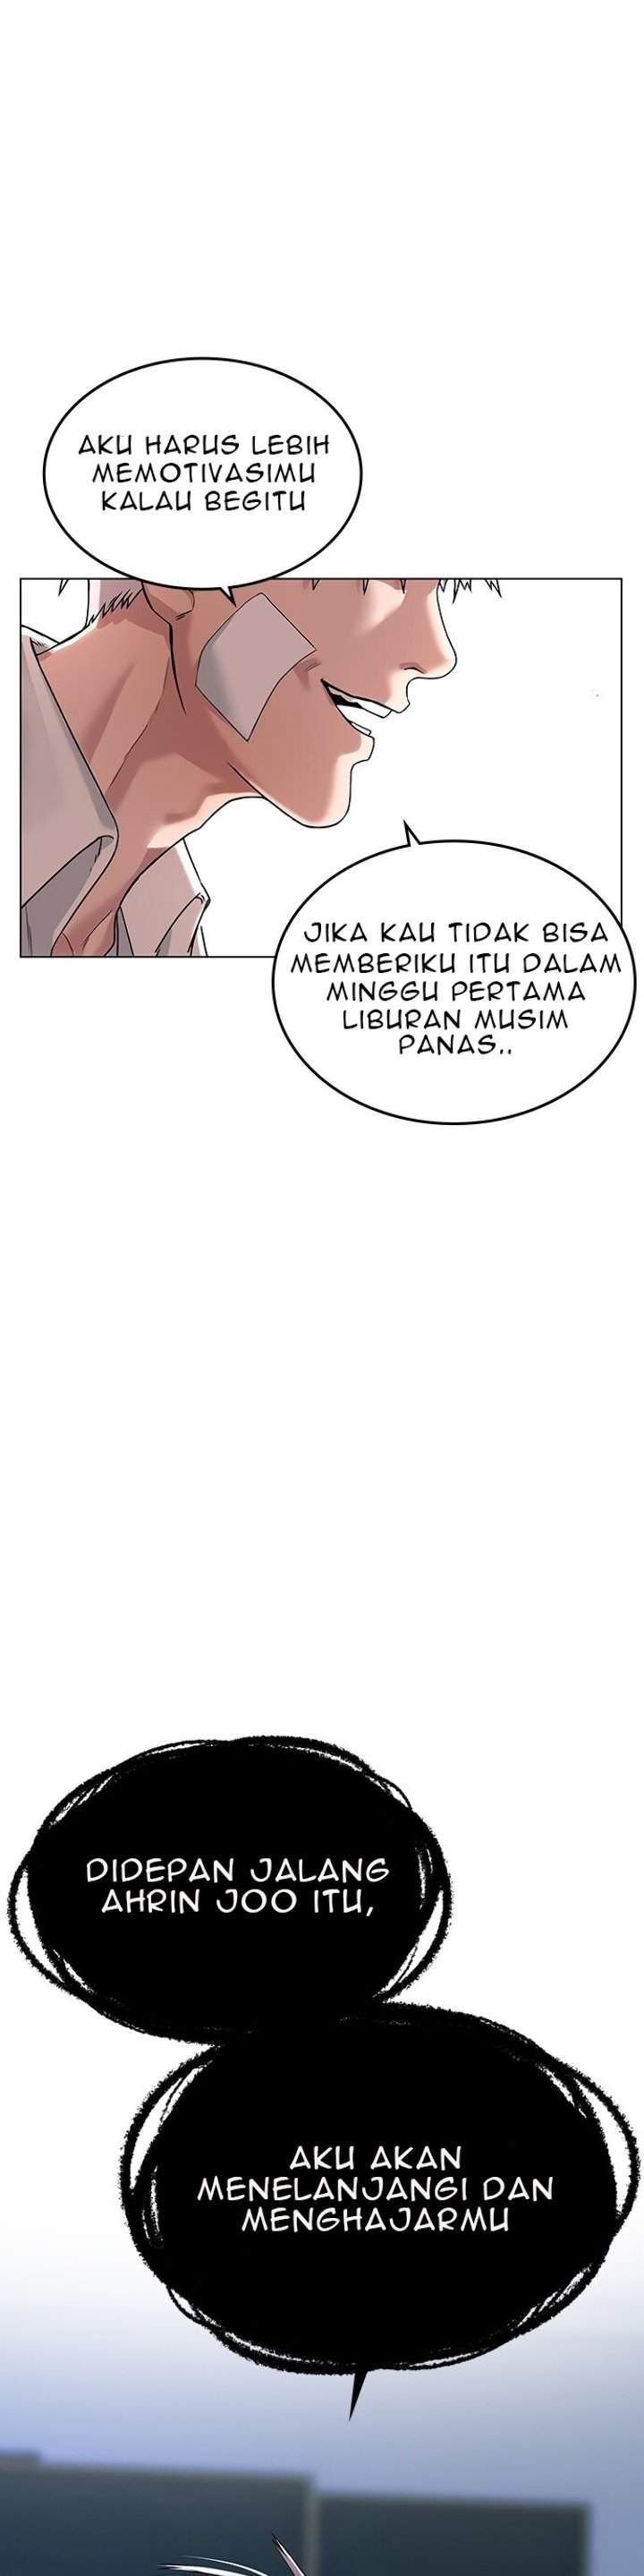 AKU HARUS LEBIH
MEMOTIVASIMU
KALAU BEGITU
JIKA KAU TIDAK BISA
MEMBERIKU ITU DALAM
MINGGU PERTAMA
LIBURAN MUSIM
PANAS..
DIDEPAN JALANG
AHRIN JOO ITU,
AKU AKAN
MENELANJANGI DAN
MENGHAJARMU